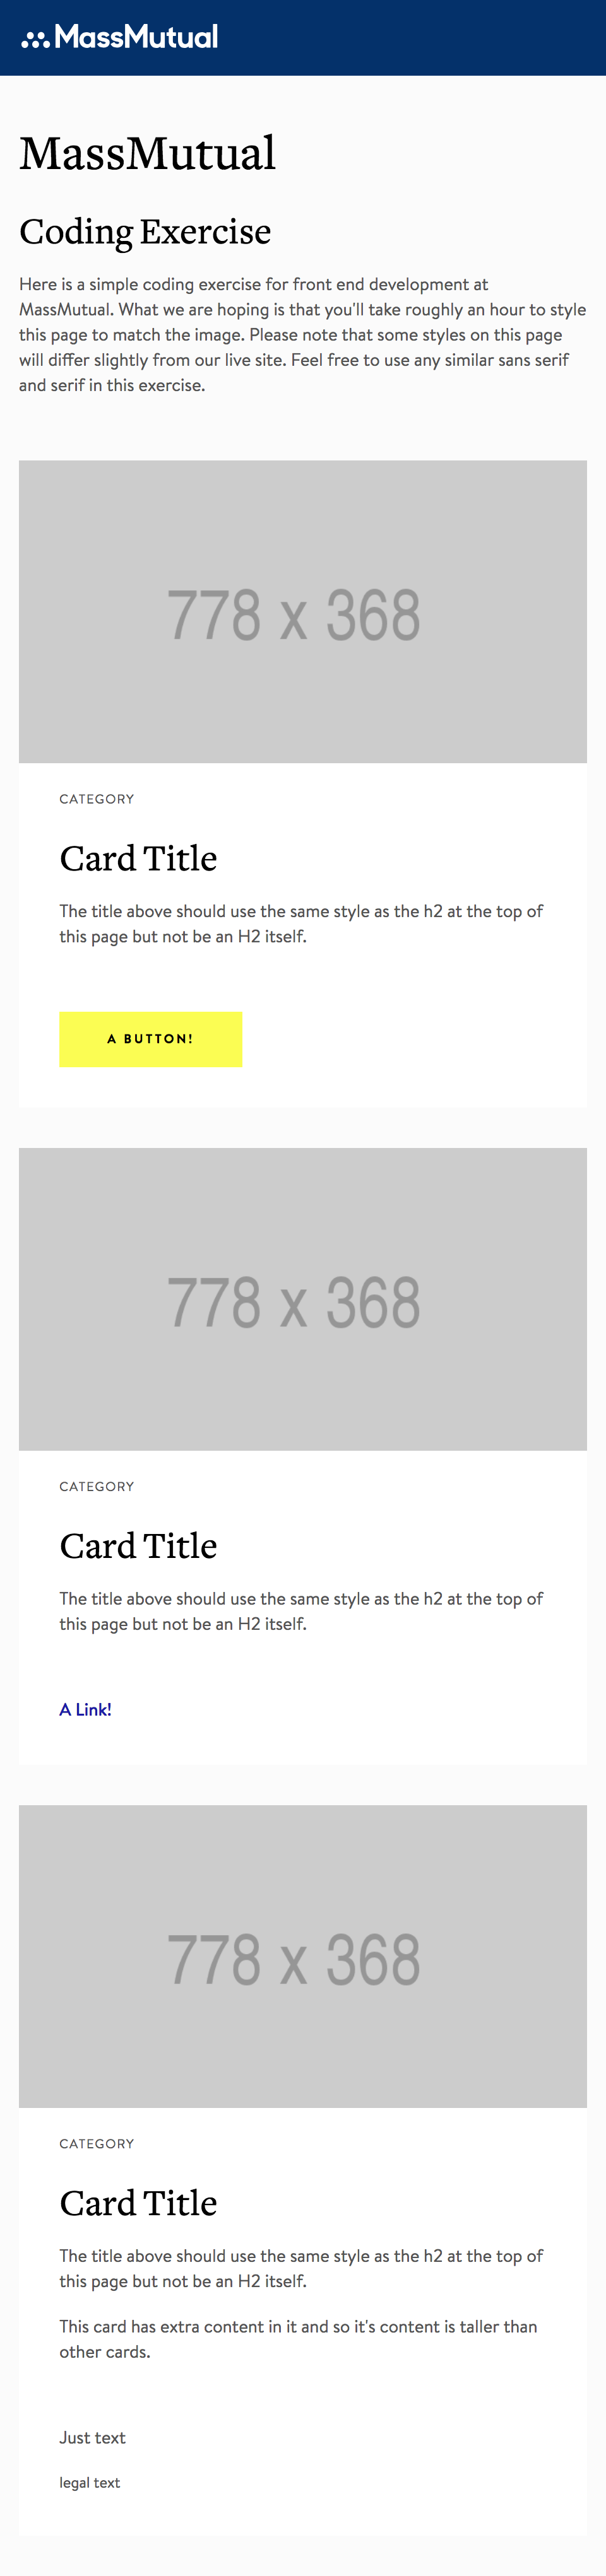 MassMutual
MassMutual
Coding Exercise
Here is a simple coding exercise for front end development at
MassMutual. What we are hoping is that you'll take roughly an hour to style
this page to match the image. Please note that some styles on this page
will differ slightly from our live site. Feel free to use any similar sans serif
and serif in this exercise.
778 x 368
CATEGORY
Card Title
The title above should use the same style as the h2 at the top of
this page but not be an H2 itself.
A BUTTON!
778 x 368
CATEGORY
Card Title
The title above should use the same style as the h2 at the top of
this page but not be an H2 itself.
A Link!
778 x 368
CATEGORY
Card Title
The title above should use the same style as the h2 at the top of
this page but not be an H2 itself.
This card has extra content in it and so it's content is taller than
other cards.
Just text
legal text